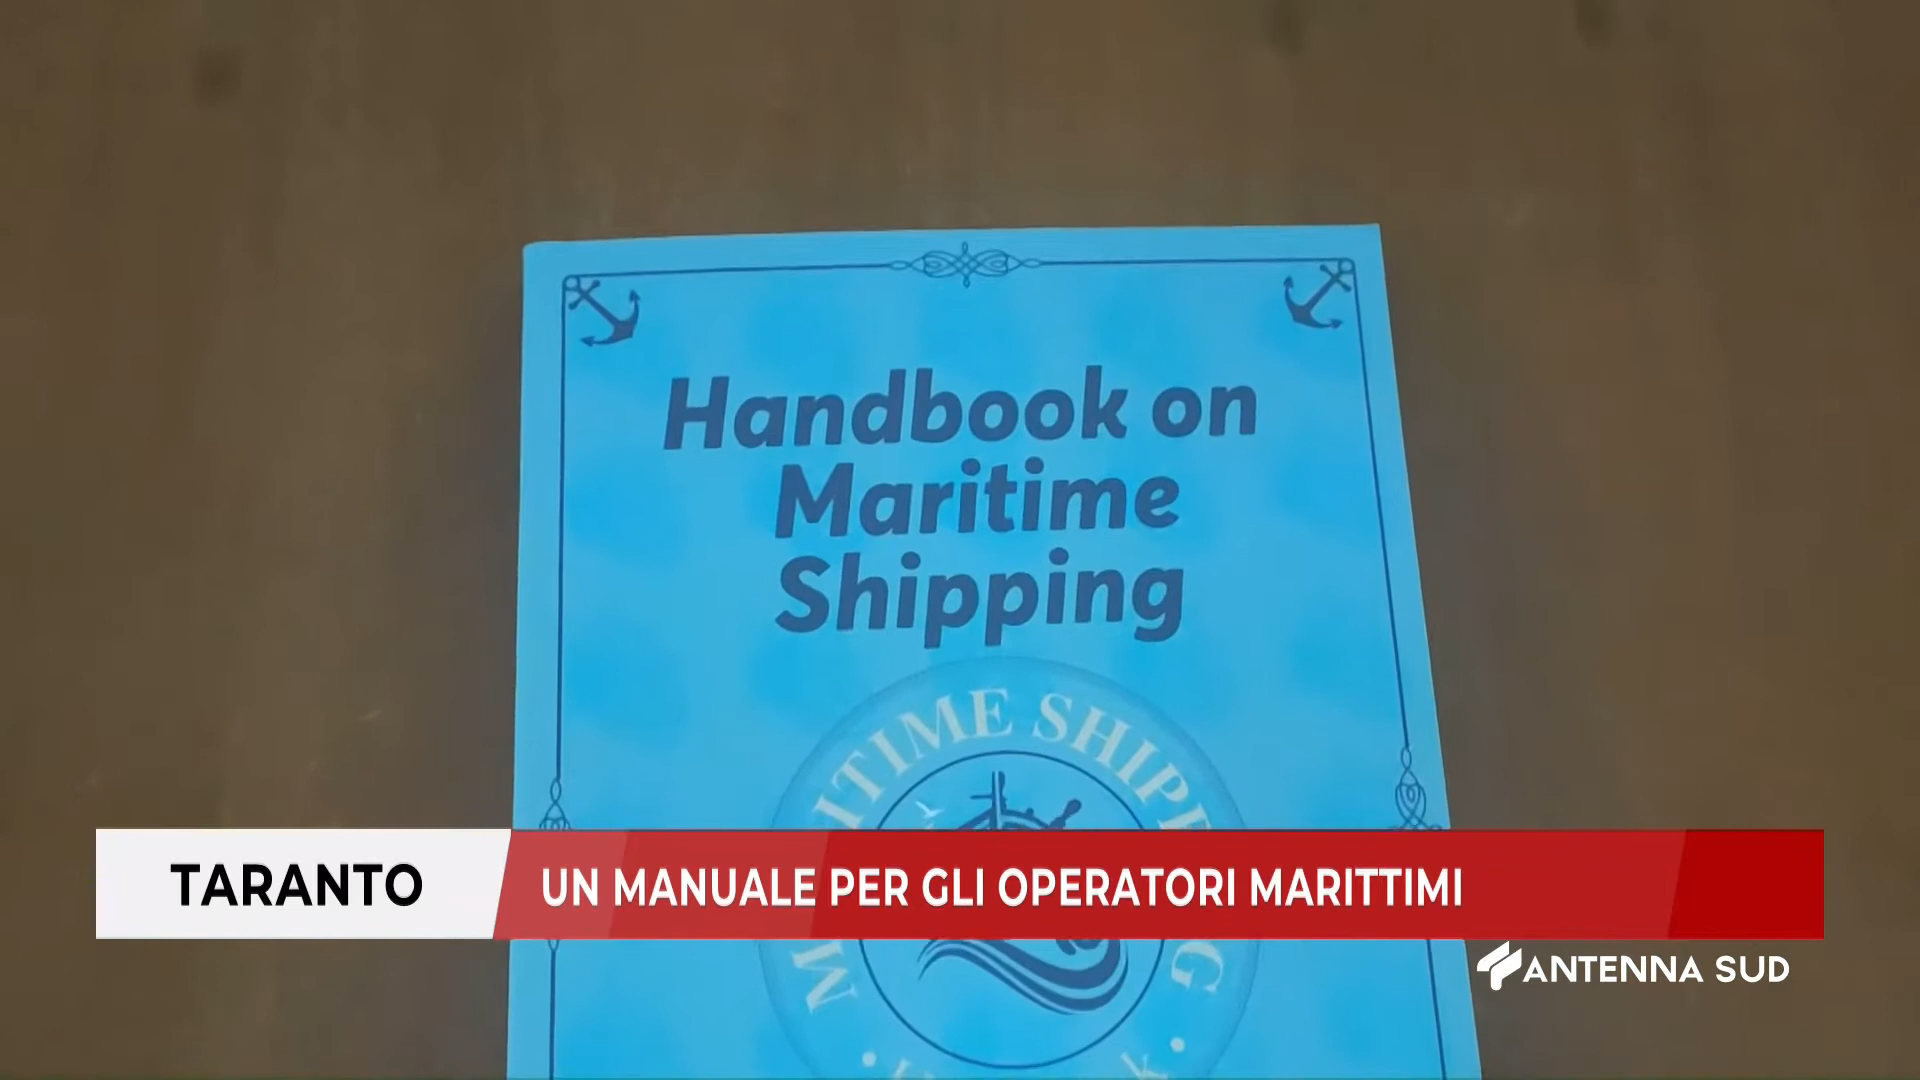 Handbook on
Maritime
Shipping
MARITIME SHIPPING
TARANTO
UN MANUALE PER GLI OPERATORI MARITTIMI
ANTENNA SUD